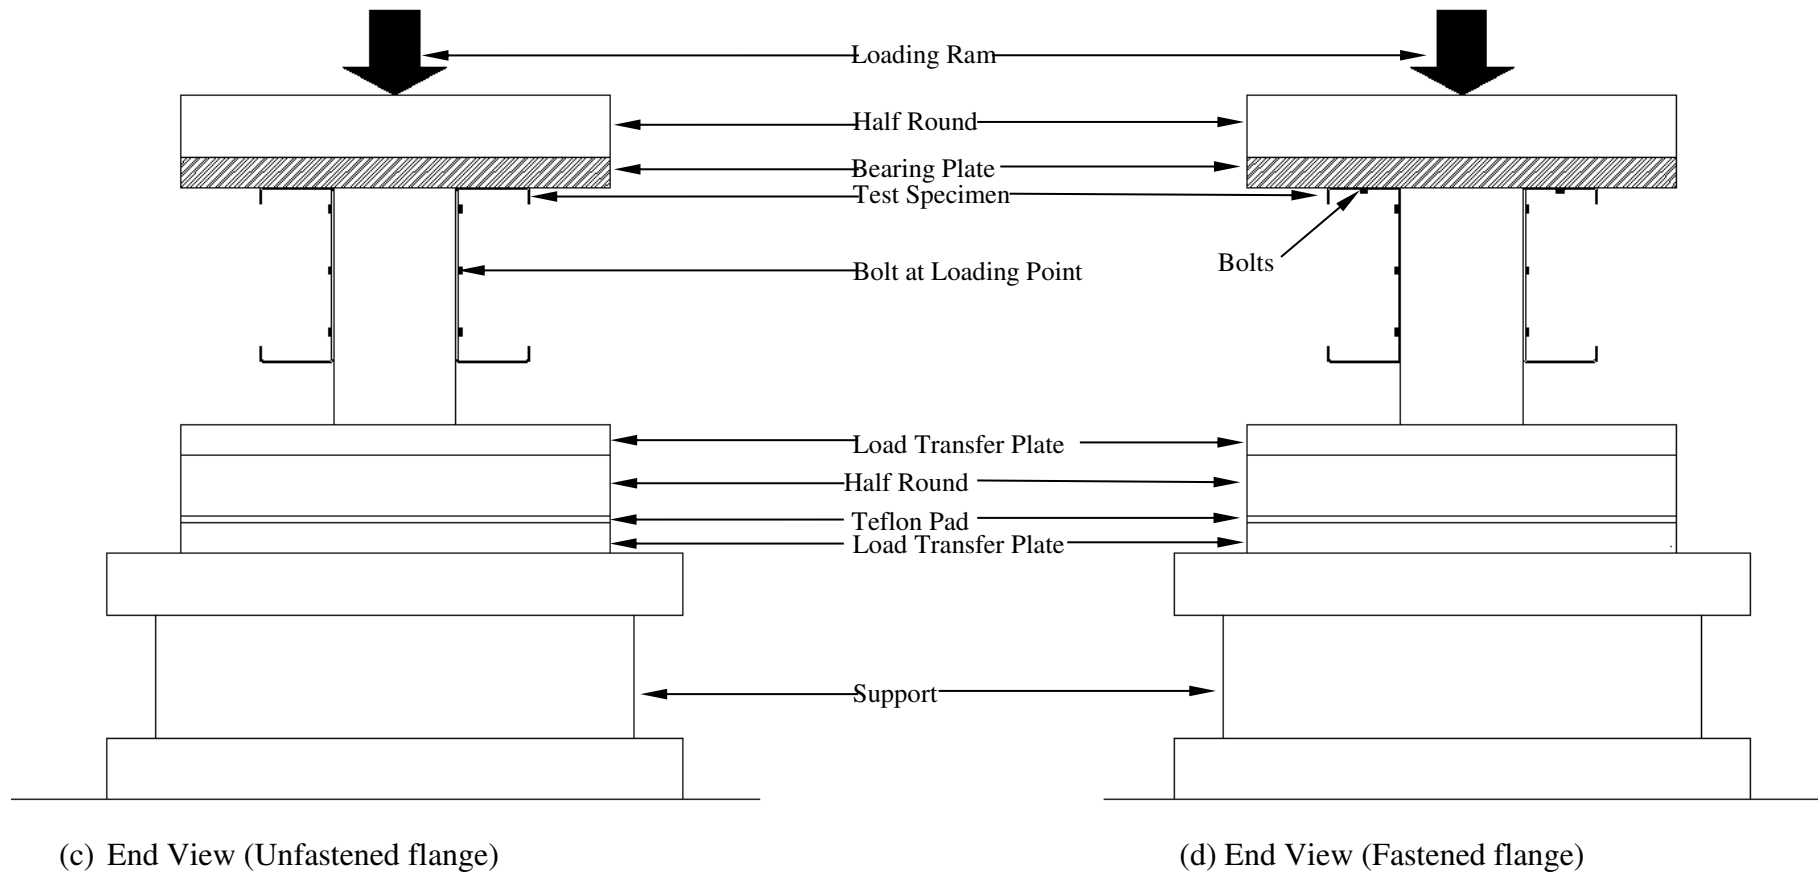 Loading Ram
Half Round
Bearing Plate
Test Specimen
Bolts
Bolt at Loading Point
Load Transfer Plate
Half Round
Teflon Pad
Load Transfer Plate
Support
(c) End View (Unfastened flange)
(d) End View (Fastened flange)